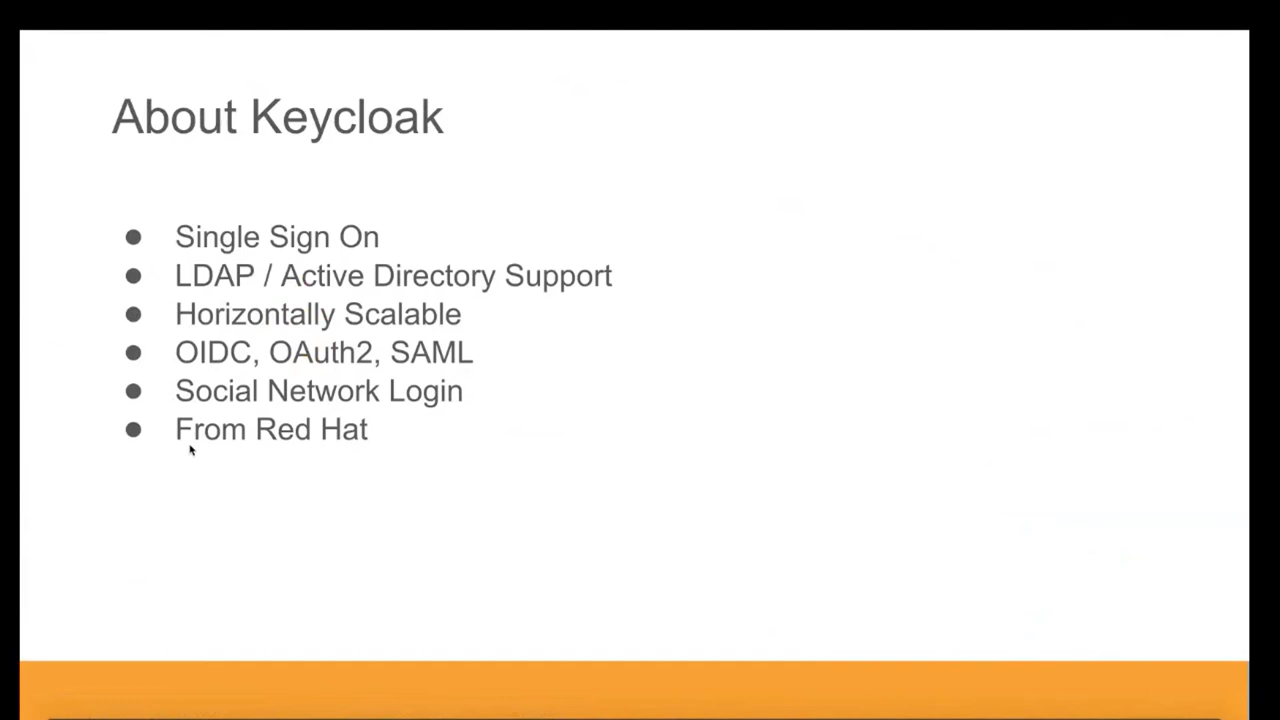 About Keycloak
● Single Sign On
● LDAP / Active Directory Support
● Horizontally Scalable
● OIDC, OAuth2, SAML
● Social Network Login
● From Red Hat